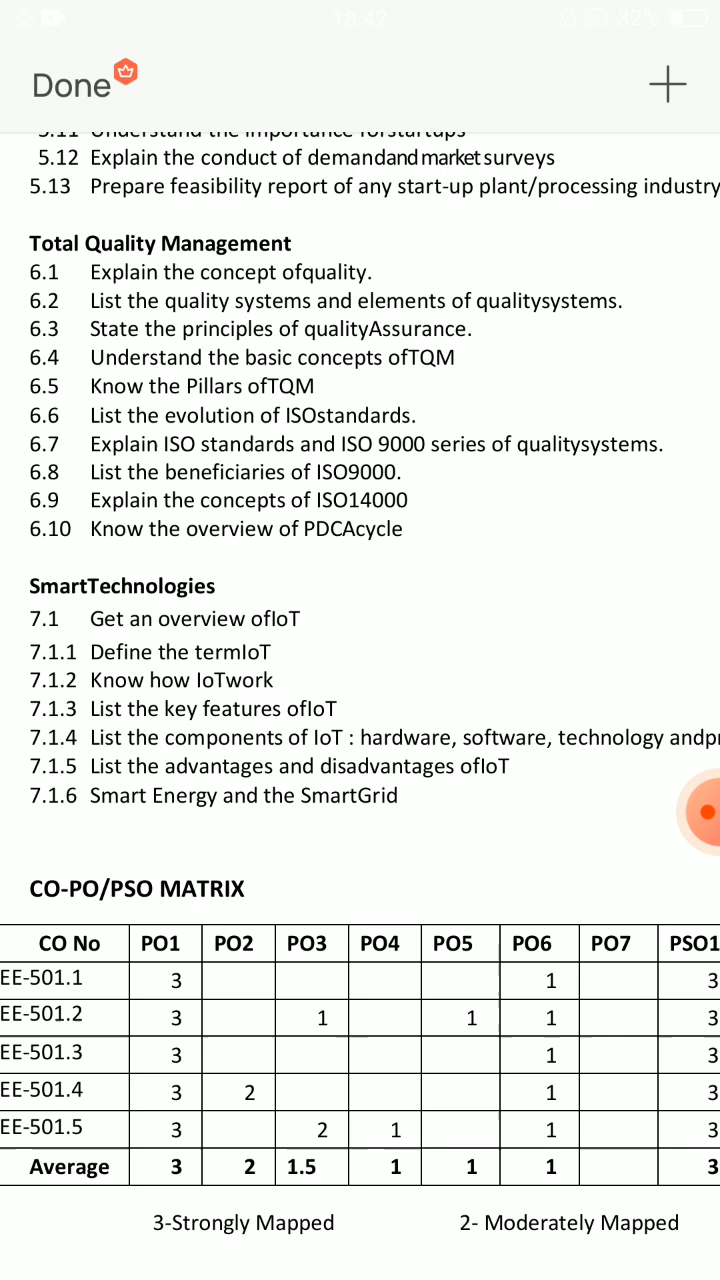 18:42 32%
Done
5.11 Understand the importance forstartups
5.12 Explain the conduct of demandand market surveys
5.13 Prepare feasibility report of any start-up plant/processing industry
Total Quality Management
6.1 Explain the concept ofquality.
6.2 List the quality systems and elements of qualitysystems.
6.3 State the principles of qualityAssurance.
6.4 Understand the basic concepts ofTQM
6.5 Know the Pillars ofTQM
6.6 List the evolution of ISOstandards.
6.7 Explain ISO standards and ISO 9000 series of qualitysystems.
6.8 List the beneficiaries of ISO9000.
6.9 Explain the concepts of ISO14000
6.10 Know the overview of PDCAcycle
SmartTechnologies
7.1 Get an overview ofIoT
7.1.1 Define the termIoT
7.1.2 Know how IoTwork
7.1.3 List the key features ofIoT
7.1.4 List the components of IoT : hardware, software, technology andpr
7.1.5 List the advantages and disadvantages ofIoT
7.1.6 Smart Energy and the SmartGrid
CO-PO/PSO MATRIX
CO No PO1 PO2 PO3 PO4 PO5 PO6 PO7 PSO1
EE-501.1 3 1 3
EE-501.2 3 1 1 1 3
EE-501.3 3 1 3
EE-501.4 3 2 1 3
EE-501.5 3 2 1 1 3
Average 3 2 1.5 1 1 1 3
3-Strongly Mapped 2- Moderately Mapped